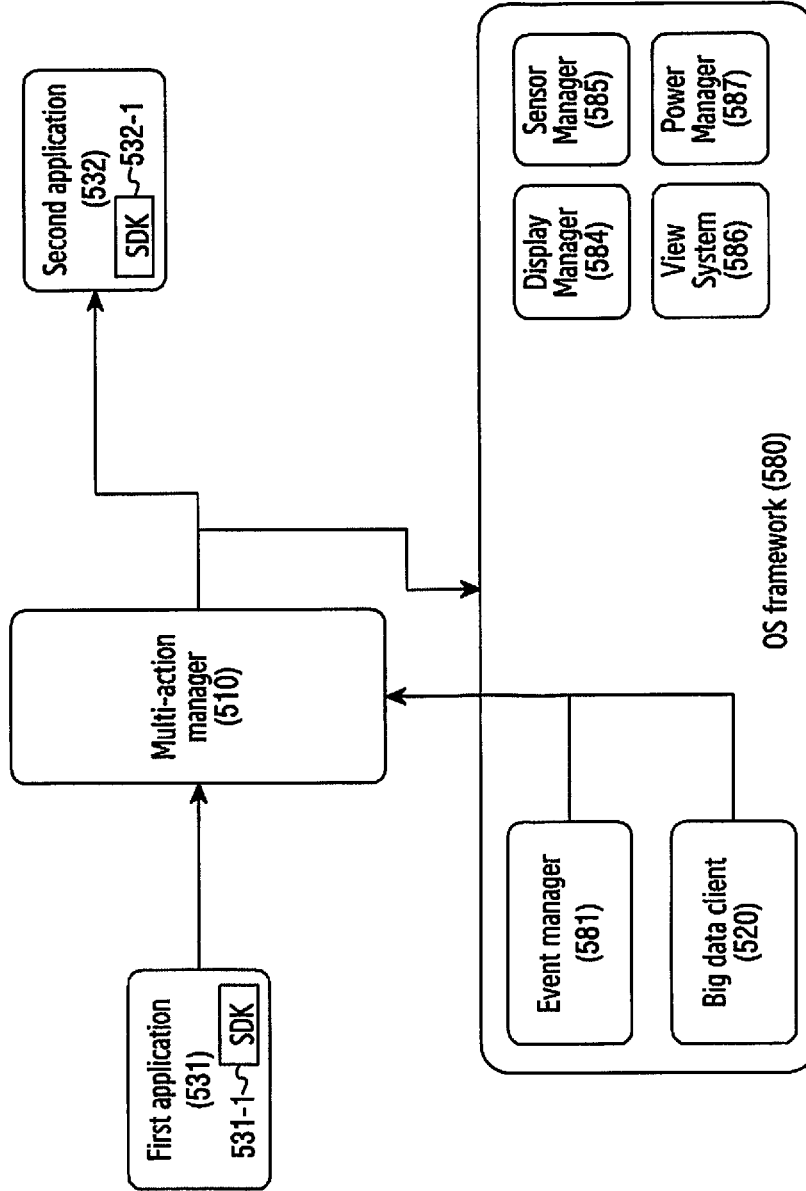 First application
(531)
531-1
SDK
Multi-action
manager
(510)
Second application
(532)
SDK
532-1
Event manager
(581)
Big data client
(520)
Display
Manager
(584)
Sensor
Manager
(585)
View
System
(586)
Power
Manager
(587)
OS framework (580)